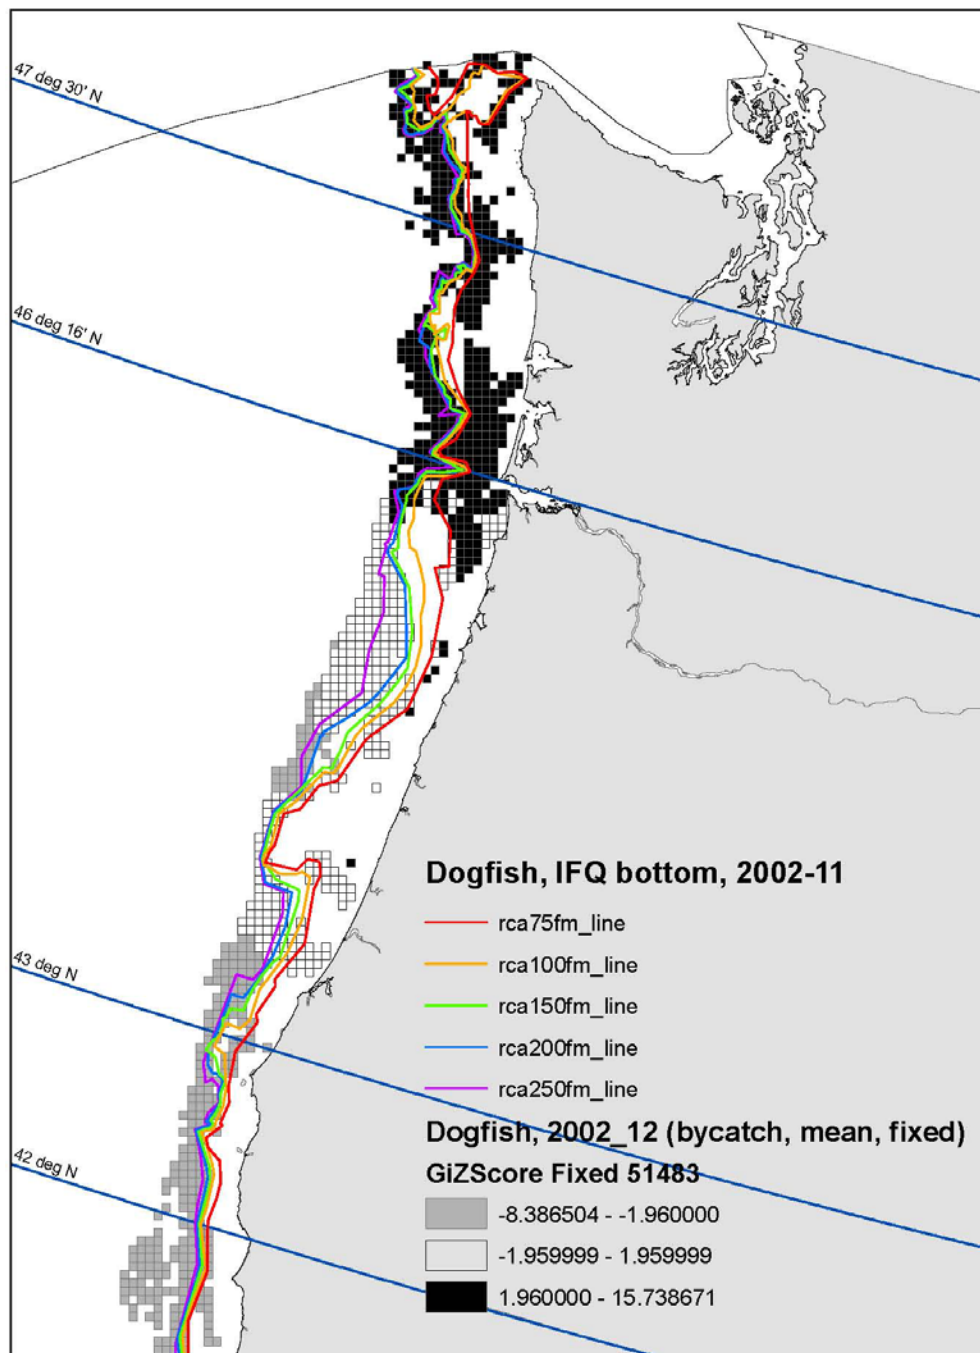 47 deg 30' N
46 deg 16' N
43 deg N
42 deg N
Dogfish, IFQ bottom, 2002-11
rca75fm_line
rca100fm_line
rca150fm_line
rca200fm_line
rca250fm_line
Dogfish, 2002_12 (bycatch, mean, fixed)
GiZScore Fixed 51483
-8.386504 - -1.960000
-1.959999 - 1.959999
1.960000 - 15.738671